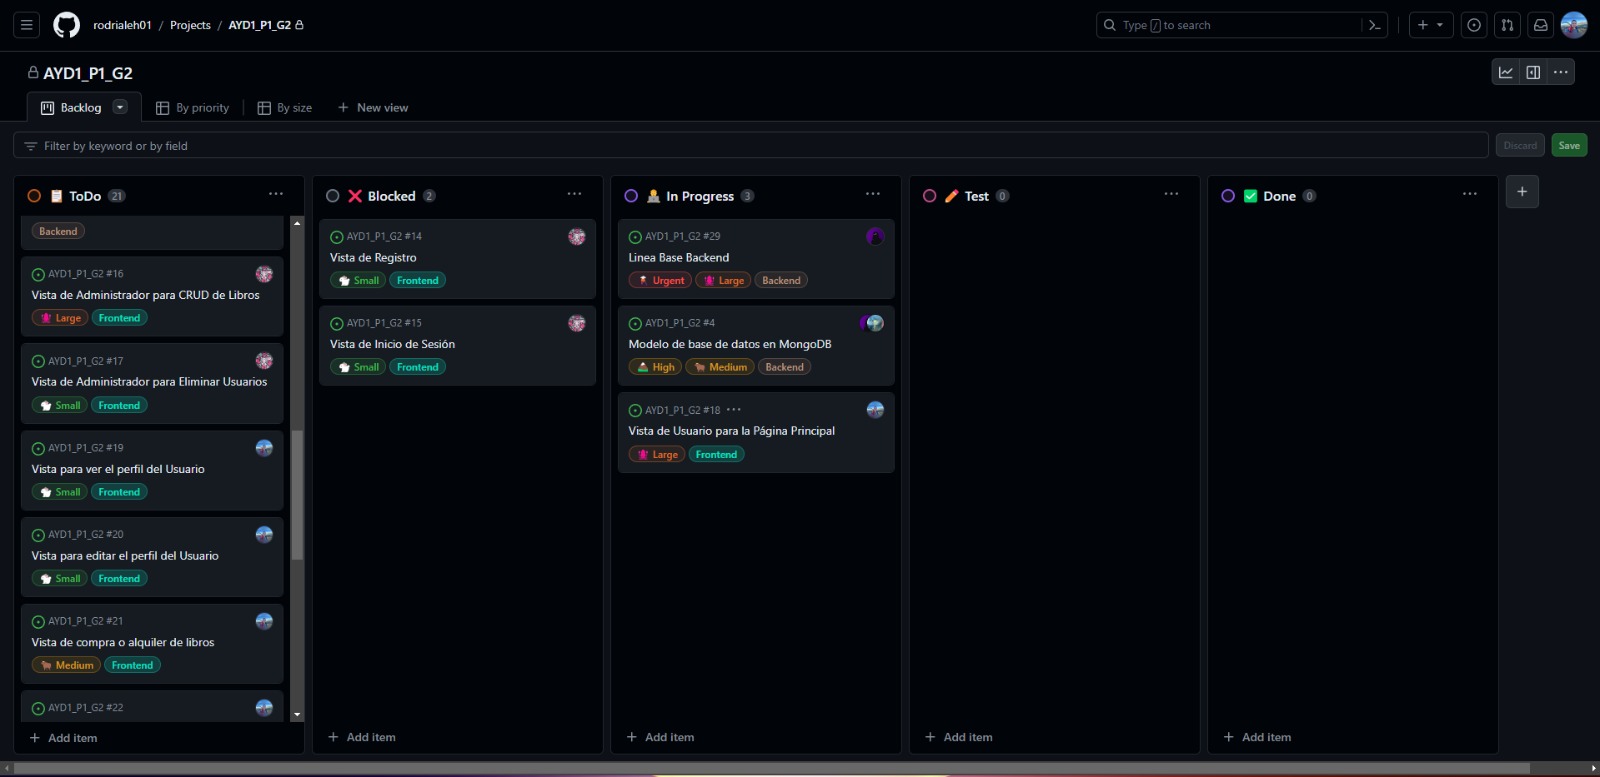 rodrialeh01 / Projects / AYD1_P1_G2
Type / to search
AYD1_P1_G2
Backlog
By priority
By size
New view
Filter by keyword or by field
Discard
Save
ToDo 21
Backend
AYD1_P1_G2 #16
Vista de Administrador para CRUD de Libros
Large Frontend
AYD1_P1_G2 #17
Vista de Administrador para Eliminar Usuarios
Small Frontend
AYD1_P1_G2 #19
Vista para ver el perfil del Usuario
Small Frontend
AYD1_P1_G2 #20
Vista para editar el perfil del Usuario
Small Frontend
AYD1_P1_G2 #21
Vista de compra o alquiler de libros
Medium Frontend
AYD1_P1_G2 #22
+ Add item
Blocked 2
AYD1_P1_G2 #14
Vista de Registro
Small Frontend
AYD1_P1_G2 #15
Vista de Inicio de Sesión
Small Frontend
+ Add item
In Progress 3
AYD1_P1_G2 #29
Linea Base Backend
Urgent Large Backend
AYD1_P1_G2 #4
Modelo de base de datos en MongoDB
High Medium Backend
AYD1_P1_G2 #18
Vista de Usuario para la Página Principal
Large Frontend
+ Add item
Test 0
+ Add item
Done 0
+ Add item